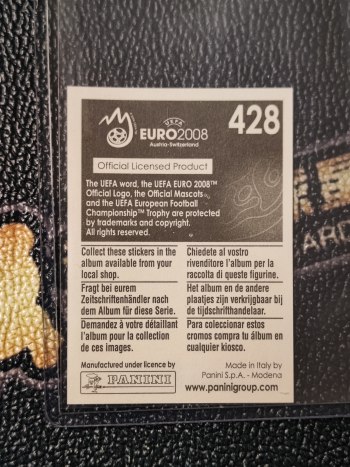 UEFA
EURO2008
Austria-Switzerland
428
Official Licensed Product
The UEFA word, the UEFA EURO 2008™
Official Logo, the Official Mascots
and the UEFA European Football
Championship™ Trophy are protected
by trademarks and copyright.
All rights reserved.
Collect these stickers in the
album available from your
local shop.
Fragt bei eurem
Zeitschriftenhändler nach
dem Album für diese Serie.
Demandez à votre détaillant
l'album pour la collection
de ces images.
Chiedete al vostro
rivenditore l'album per la
raccolta di queste figurine.
Het album en de andere
plaatjes zijn verkrijgbaar bij
de tijdschrifthandelaar.
Para coleccionar estos
cromos compra tu álbum en
cualquier kiosco.
Manufactured under licence by
PANINI
Made in Italy by
Panini S.p.A. - Modena
www.paninigroup.com